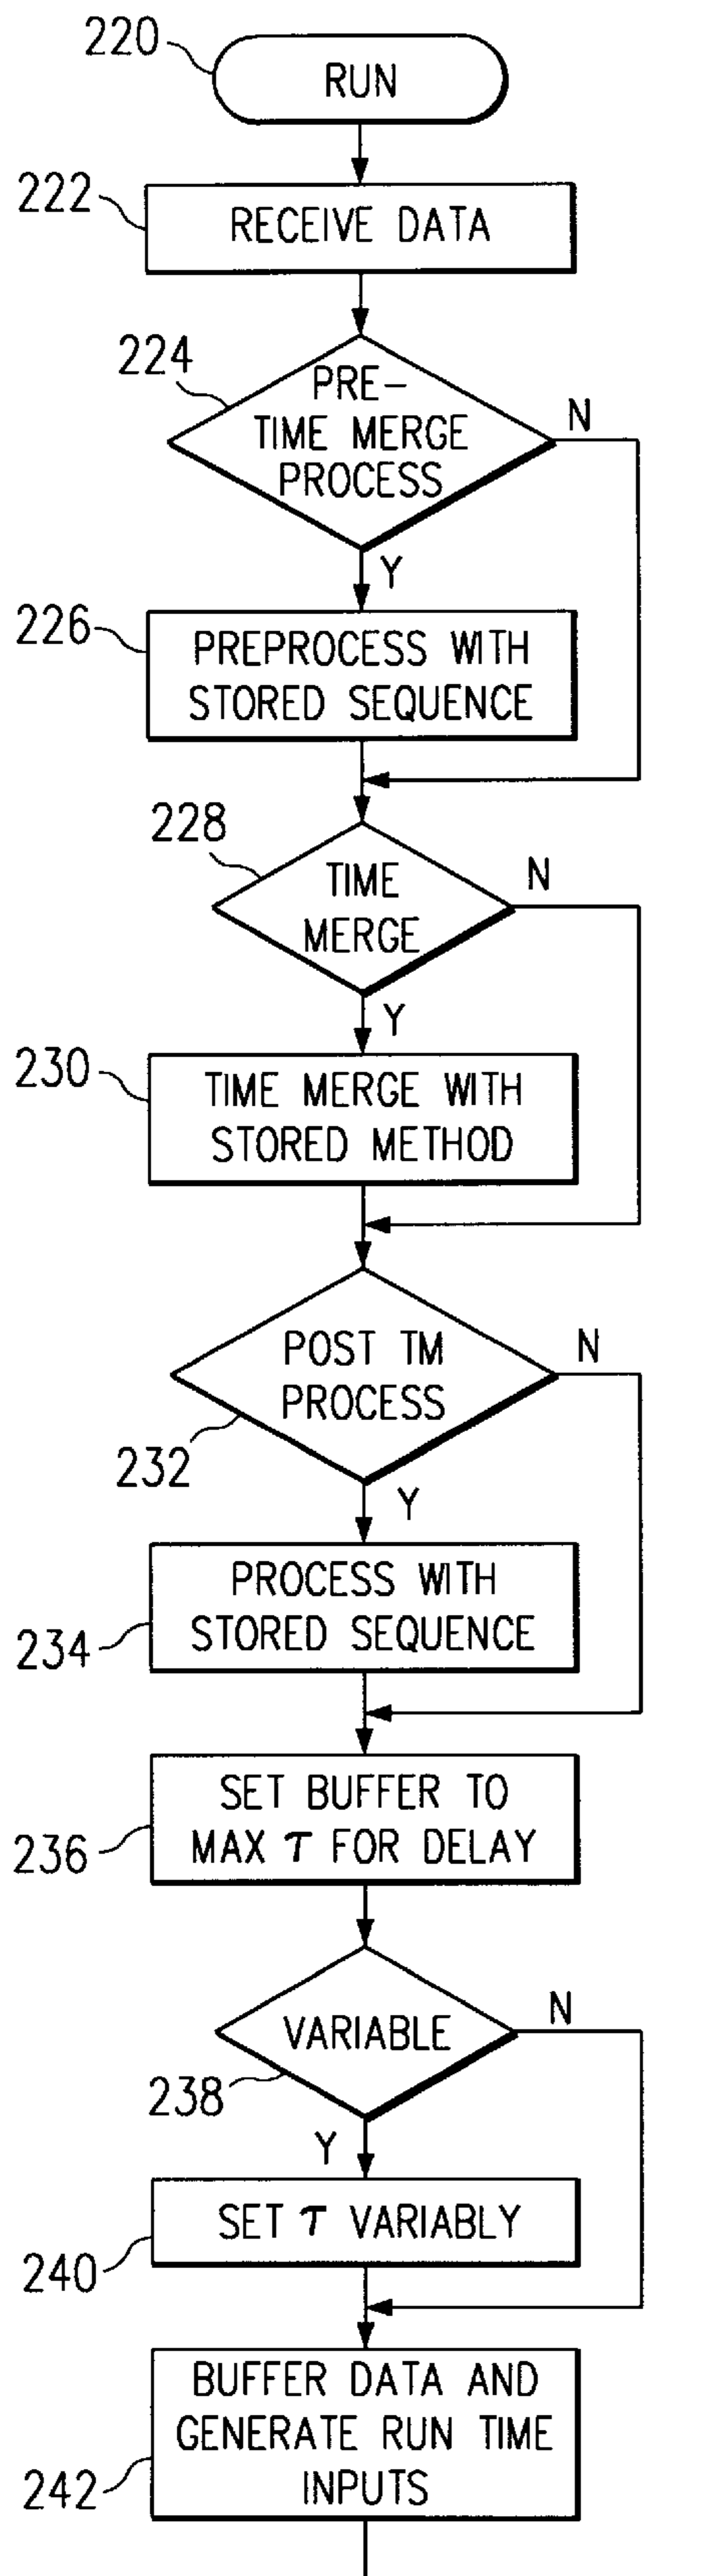 220
RUN
222
RECEIVE DATA
224
PRE-
TIME MERGE
PROCESS
N
Y
226
PREPROCESS WITH
STORED SEQUENCE
228
TIME
MERGE
N
Y
230
TIME MERGE WITH
STORED METHOD
POST TM
PROCESS
N
232
Y
PROCESS WITH
STORED SEQUENCE
234
SET BUFFER TO
MAX τ FOR DELAY
236
VARIABLE
N
238
Y
SET τ VARIABLY
240
BUFFER DATA AND
GENERATE RUN TIME
INPUTS
242